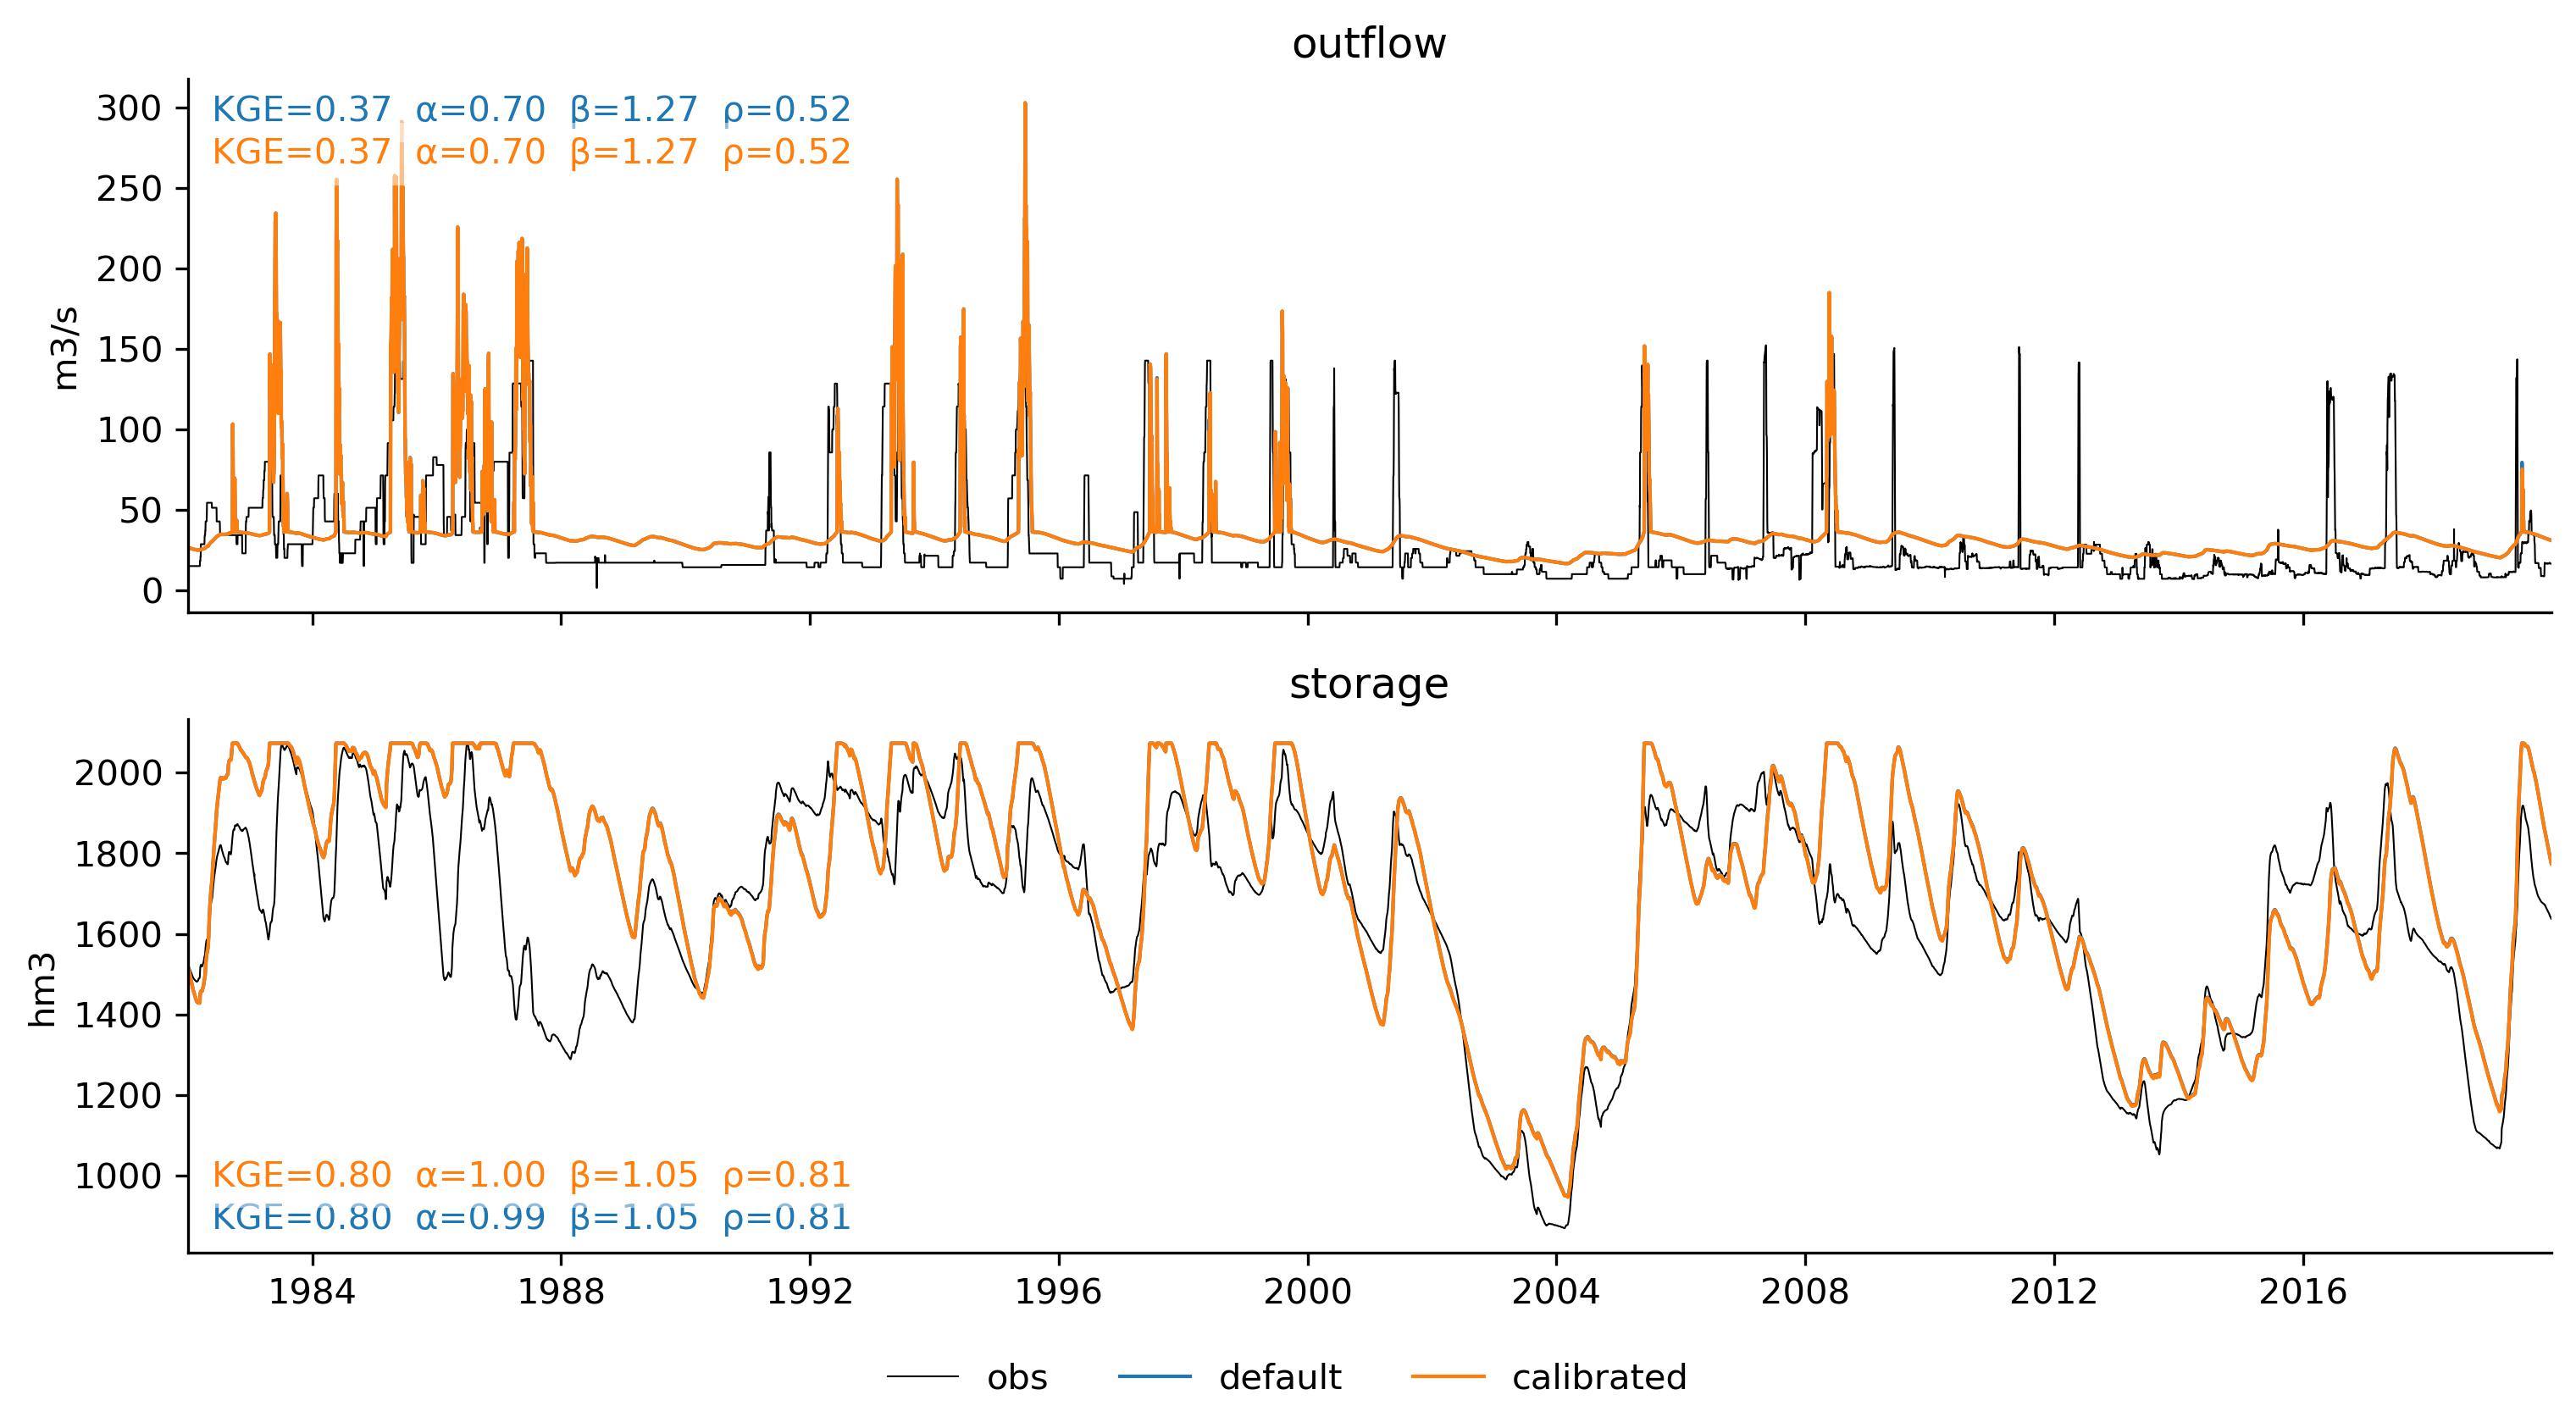 outflow
300
250
200
150
100
50
0
m3/s
KGE=0.37 α=0.70 β=1.27 ρ=0.52
KGE=0.37 α=0.70 β=1.27 ρ=0.52
storage
2000
1800
1600
1400
1200
1000
hm3
KGE=0.80 α=1.00 β=1.05 ρ=0.81
KGE=0.80 α=0.99 β=1.05 ρ=0.81
1984 1988 1992 1996 2000 2004 2008 2012 2016
obs default calibrated